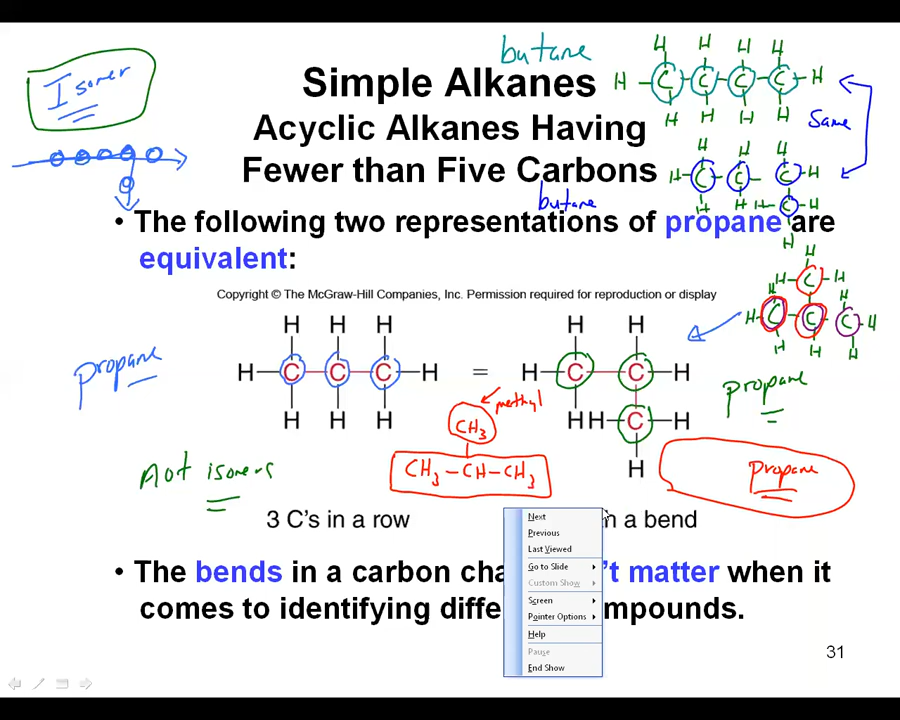 butane
Simple Alkanes
Acyclic Alkanes Having
Fewer than Five Carbons
Isomer
H H H H
H C C C C H
H H H H
Same
H H H
H C C C H
H H H C H
H
butane
• The following two representations of propane are
equivalent:
Copyright © The McGraw-Hill Companies, Inc. Permission required for reproduction or display
H
H C H
H H
H C C C H
H H H
propane
H H H
H—C—C—C—H
H H H
=
H H
H—C—C—H
H H—C—H
H
propane
methyl
CH3
CH3–CH–CH3
Propane
Not isomers
3 C's in a row
n a bend
• The bends in a carbon cha 't matter when it
comes to identifying diffe mpounds.
Next
Previous
Last Viewed
Go to Slide
Custom Show
Screen
Pointer Options
Help
Pause
End Show
31